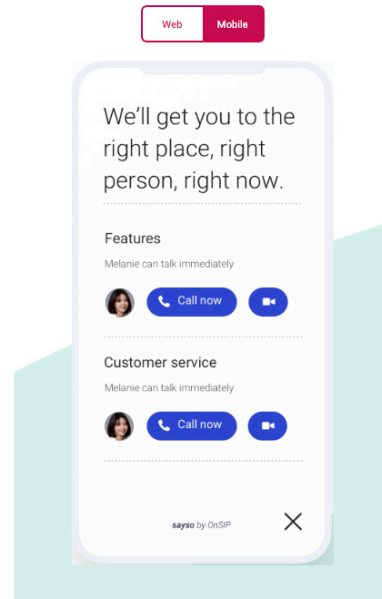 Web
Mobile
We'll get you to the
right place, right
person, right now.
Features
Melanie can talk immediately
Call now
Customer service
Melanie can talk immediately
Call now
sayso by OnSIP